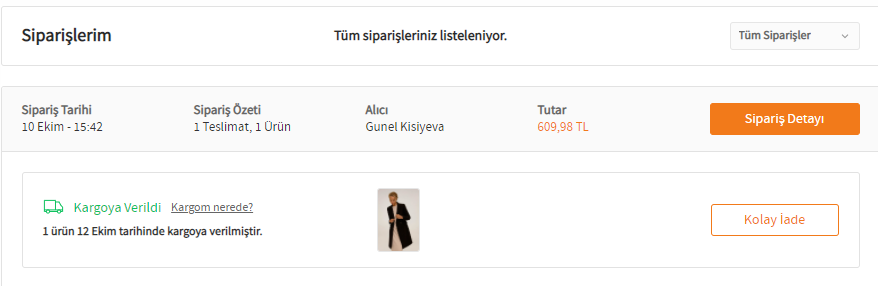 Siparişlerim
Tüm siparişleriniz listeleniyor.
Tüm Siparişler
Sipariş Tarihi
10 Ekim - 15:42
Sipariş Özeti
1 Teslimat, 1 Ürün
Alıcı
Gunel Kisiyeva
Tutar
609,98 TL
Sipariş Detayı
Kargoya Verildi Kargom nerede?
1 ürün 12 Ekim tarihinde kargoya verilmiştir.
Kolay İade